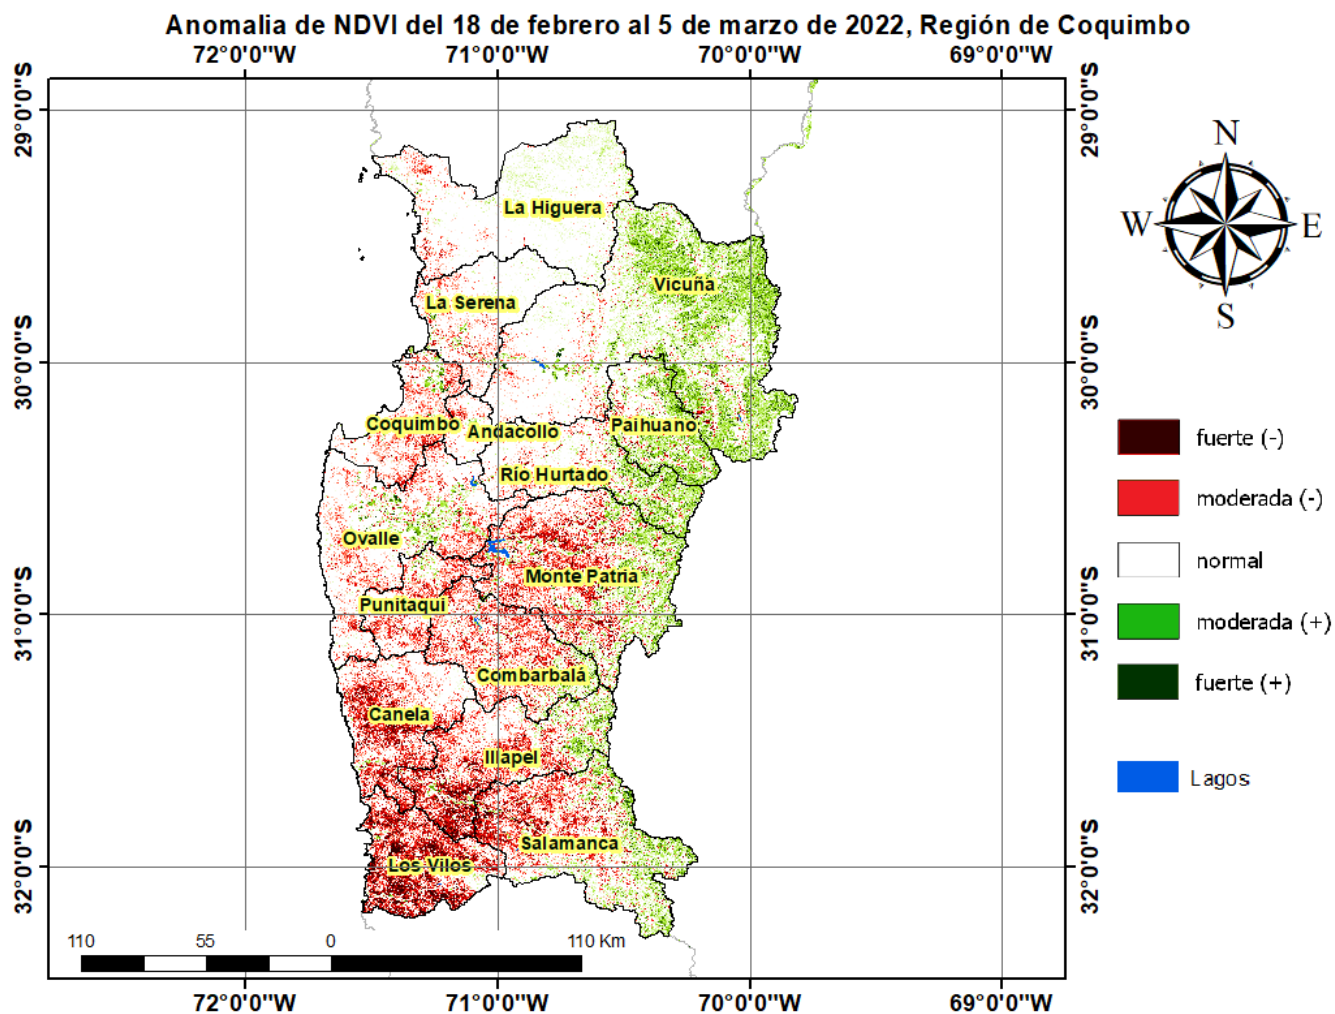 Anomalia de NDVI del 18 de febrero al 5 de marzo de 2022, Región de Coquimbo
72°0'0"W 71°0'0"W 70°0'0"W 69°0'0"W
29°0'0"S 29°0'0"S
N
W E
S
La Higuera
Vicuña
La Serena
30°0'0"S 30°0'0"S
Coquimbo
Andacollo
Paihuano
fuerte (-)
Río Hurtado
moderada (-)
Ovalle
normal
Monte Patria
Punitaqui
31°0'0"S 31°0'0"S
moderada (+)
Combarbalá
fuerte (+)
Canela
Illapel
Lagos
Salamanca
Los Vilos
32°0'0"S 32°0'0"S
110 55 0 110 Km
72°0'0"W 71°0'0"W 70°0'0"W 69°0'0"W